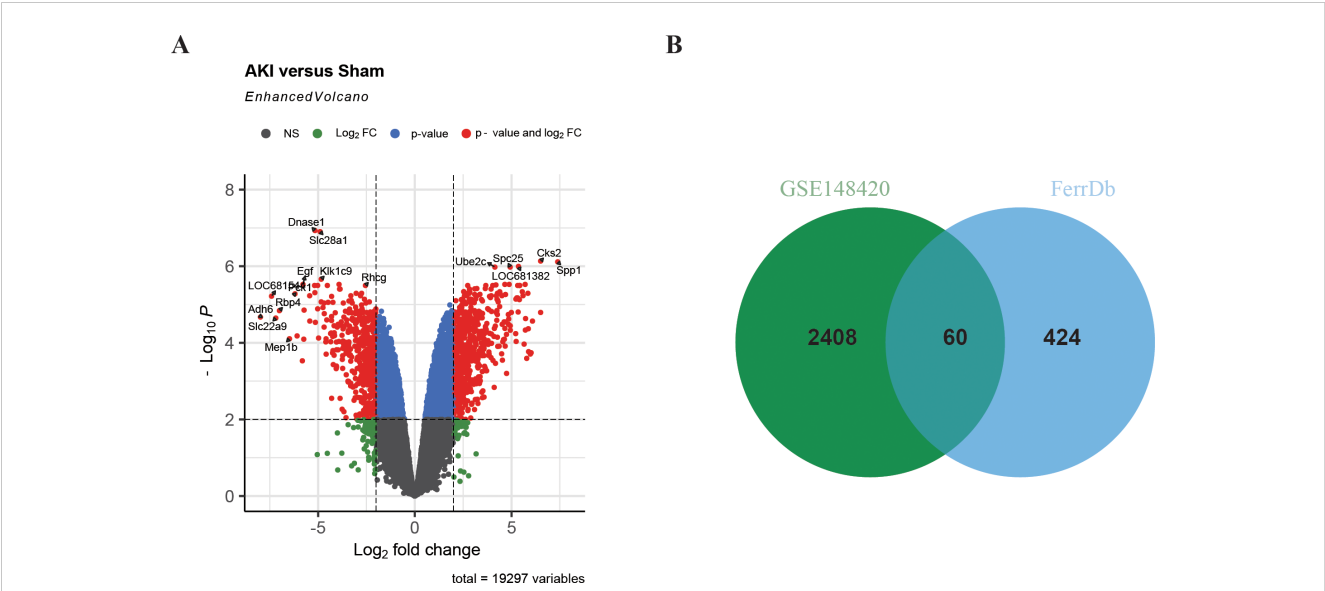 A
B
AKI versus Sham
EnhancedVolcano
NS Log2 FC p-value p - value and log2 FC
8
6
4
2
0
- Log10 P
Dnase1
Slc28a1
Egf
Klk1c9
Rhcg
Rbp4
Adh6
Slc22a9
Mep1b
Ube2c
Spc25
LOC681382
Cks2
Spp1
-5 0 5
Log2 fold change
total = 19297 variables
GSE148420 FerrDb
2408 60 424